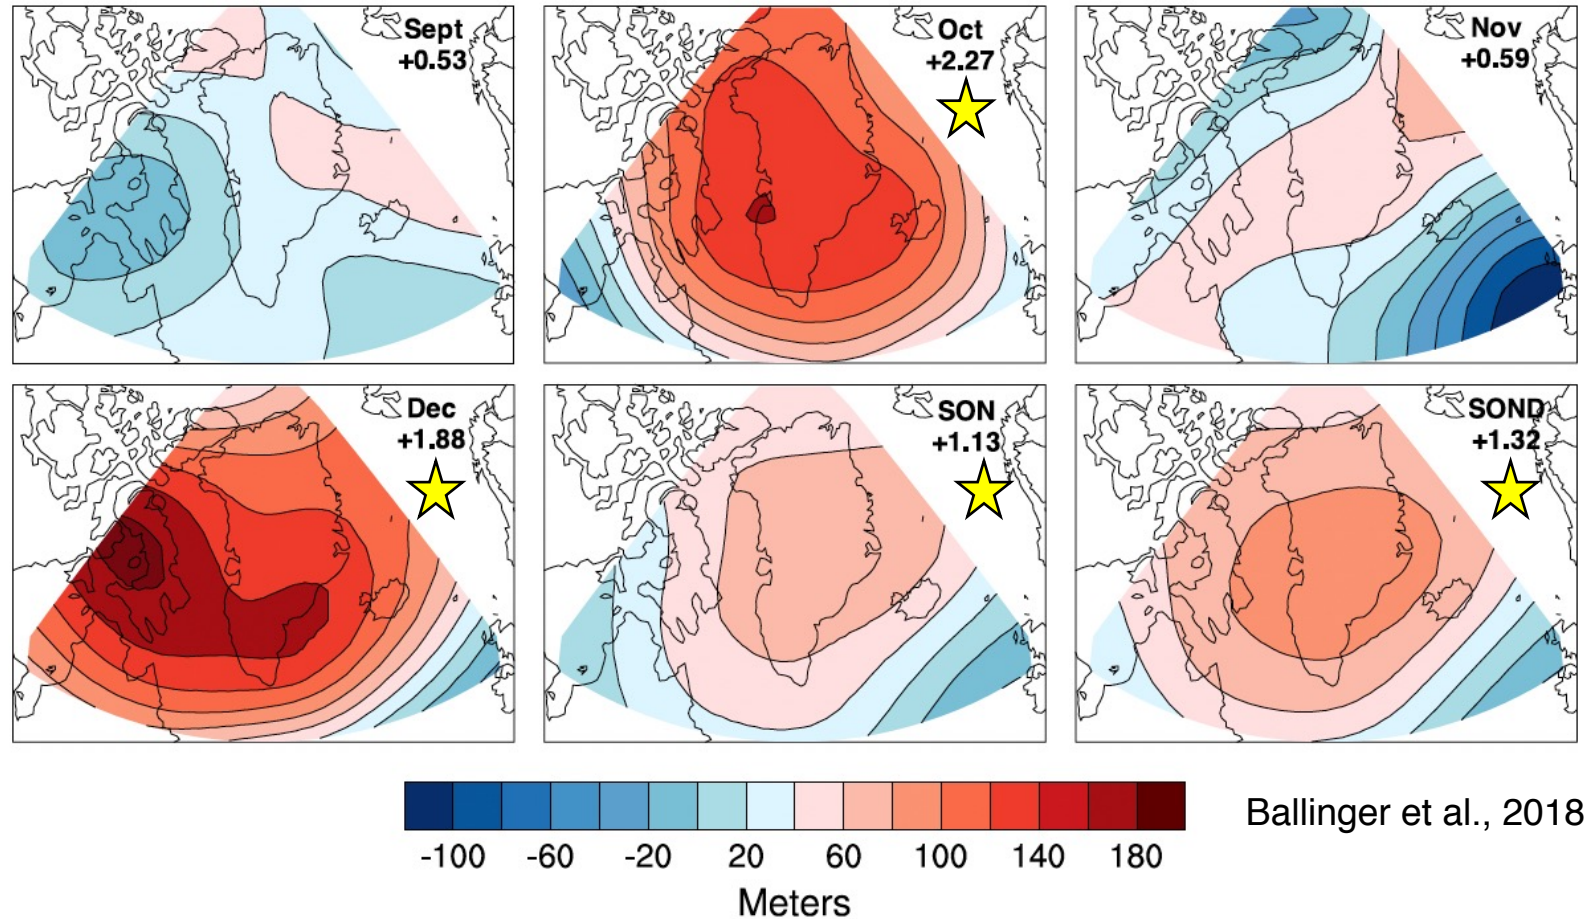 Sept
+0.53
Oct
+2.27
Nov
+0.59
Dec
+1.88
SON
+1.13
SOND
+1.32
-100 -60 -20 20 60 100 140 180
Meters
Ballinger et al., 2018